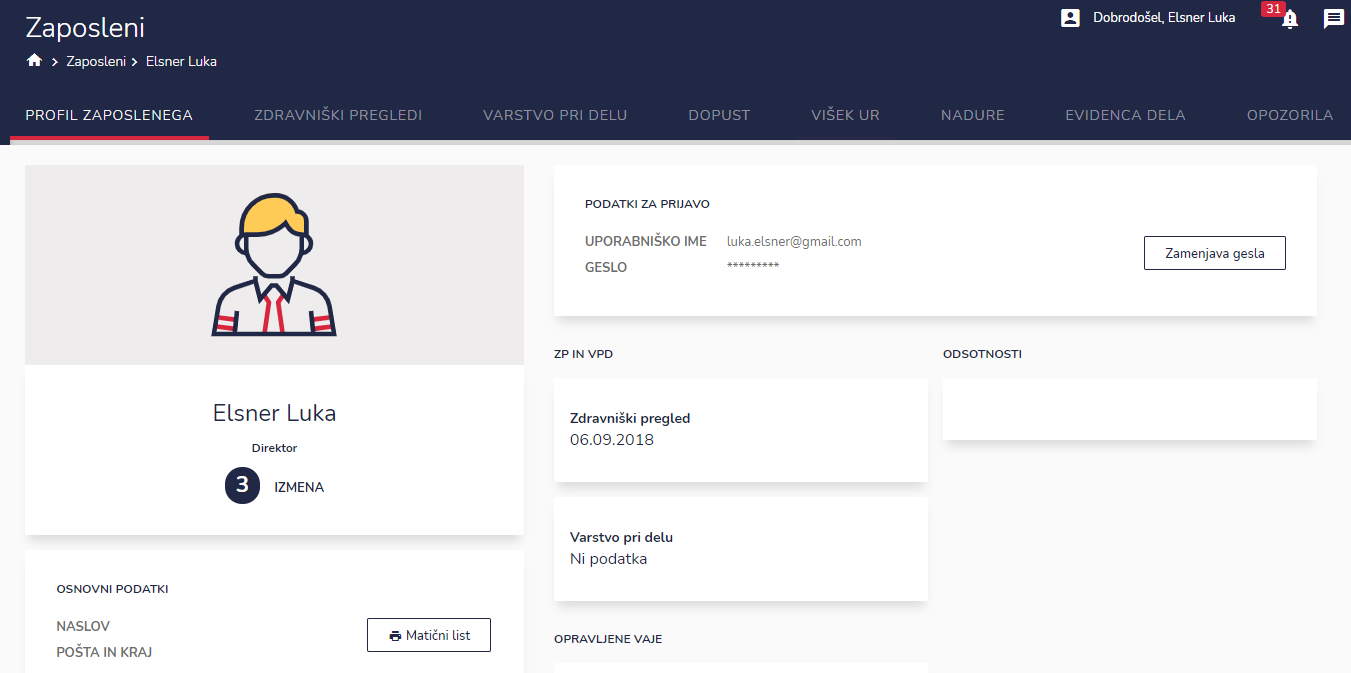 Zaposleni
Dobrodošel, Elsner Luka
31
Zaposleni
Elsner Luka
PROFIL ZAPOSLENEGA
ZDRAVNIŠKI PREGLEDI
VARSTVO PRI DELU
DOPUST
VIŠEK UR
NADURE
EVIDENCA DELA
OPOZORILA
Elsner Luka
Direktor
3 IZMENA
OSNOVNI PODATKI
NASLOV
POŠTA IN KRAJ
Matični list
PODATKI ZA PRIJAVO
UPORABNIŠKO IME luka.elsner@gmail.com
GESLO *********
Zamenjava gesla
ZP IN VPD
Zdravniški pregled
06.09.2018
Varstvo pri delu
Ni podatka
OPRAVLJENE VAJE
ODSOTNOSTI